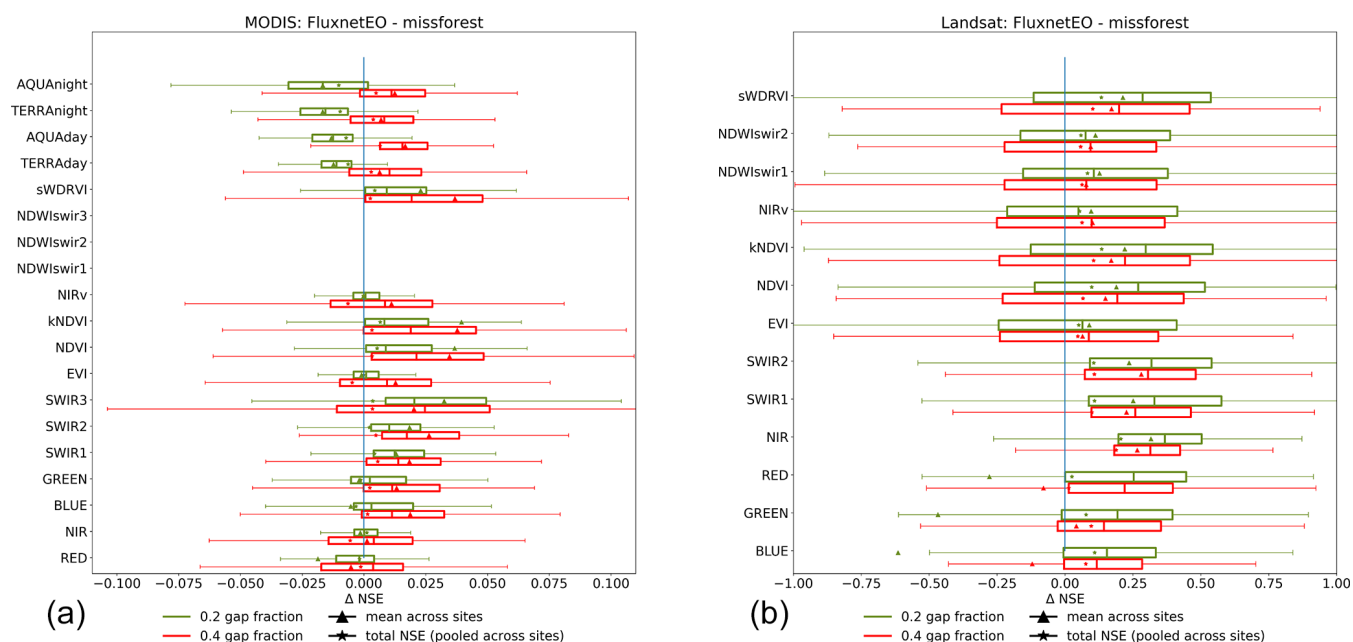 MODIS: FluxnetEO - missforest
AQUAnight
TERRAnight
AQUAday
TERRAday
sWDRVI
NDWIswir3
NDWIswir2
NDWIswir1
NIRv
kNDVI
NDVI
EVI
SWIR3
SWIR2
SWIR1
GREEN
BLUE
NIR
RED
−0.100 −0.075 −0.050 −0.025 0.000 0.025 0.050 0.075 0.100
Δ NSE
(a)
0.2 gap fraction mean across sites
0.4 gap fraction total NSE (pooled across sites)
Landsat: FluxnetEO - missforest
sWDRVI
NDWIswir2
NDWIswir1
NIRv
kNDVI
NDVI
EVI
SWIR2
SWIR1
NIR
RED
GREEN
BLUE
−1.00 −0.75 −0.50 −0.25 0.00 0.25 0.50 0.75 1.00
Δ NSE
(b)
0.2 gap fraction mean across sites
0.4 gap fraction total NSE (pooled across sites)